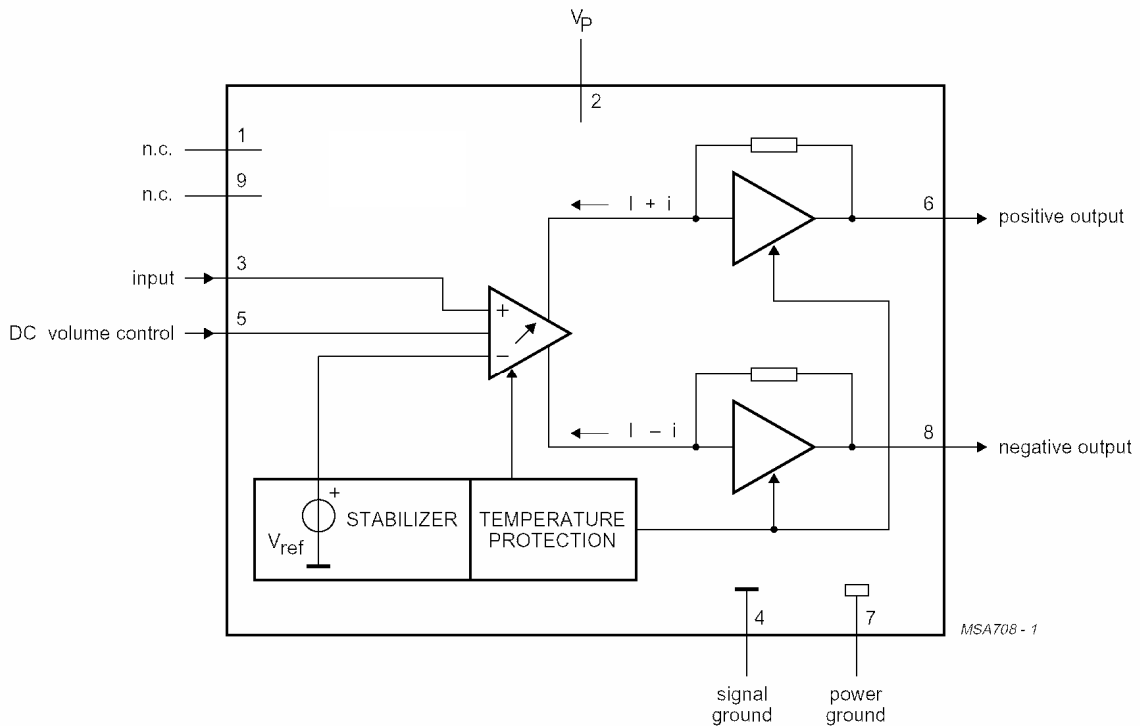 VP
2
1
n.c.
9
n.c.
I + i
6
positive output
3
input
+
5
DC volume control
−
I − i
8
negative output
+
STABILIZER
TEMPERATURE
PROTECTION
Vref
4
7
MSA708 - 1
signal
ground
power
ground